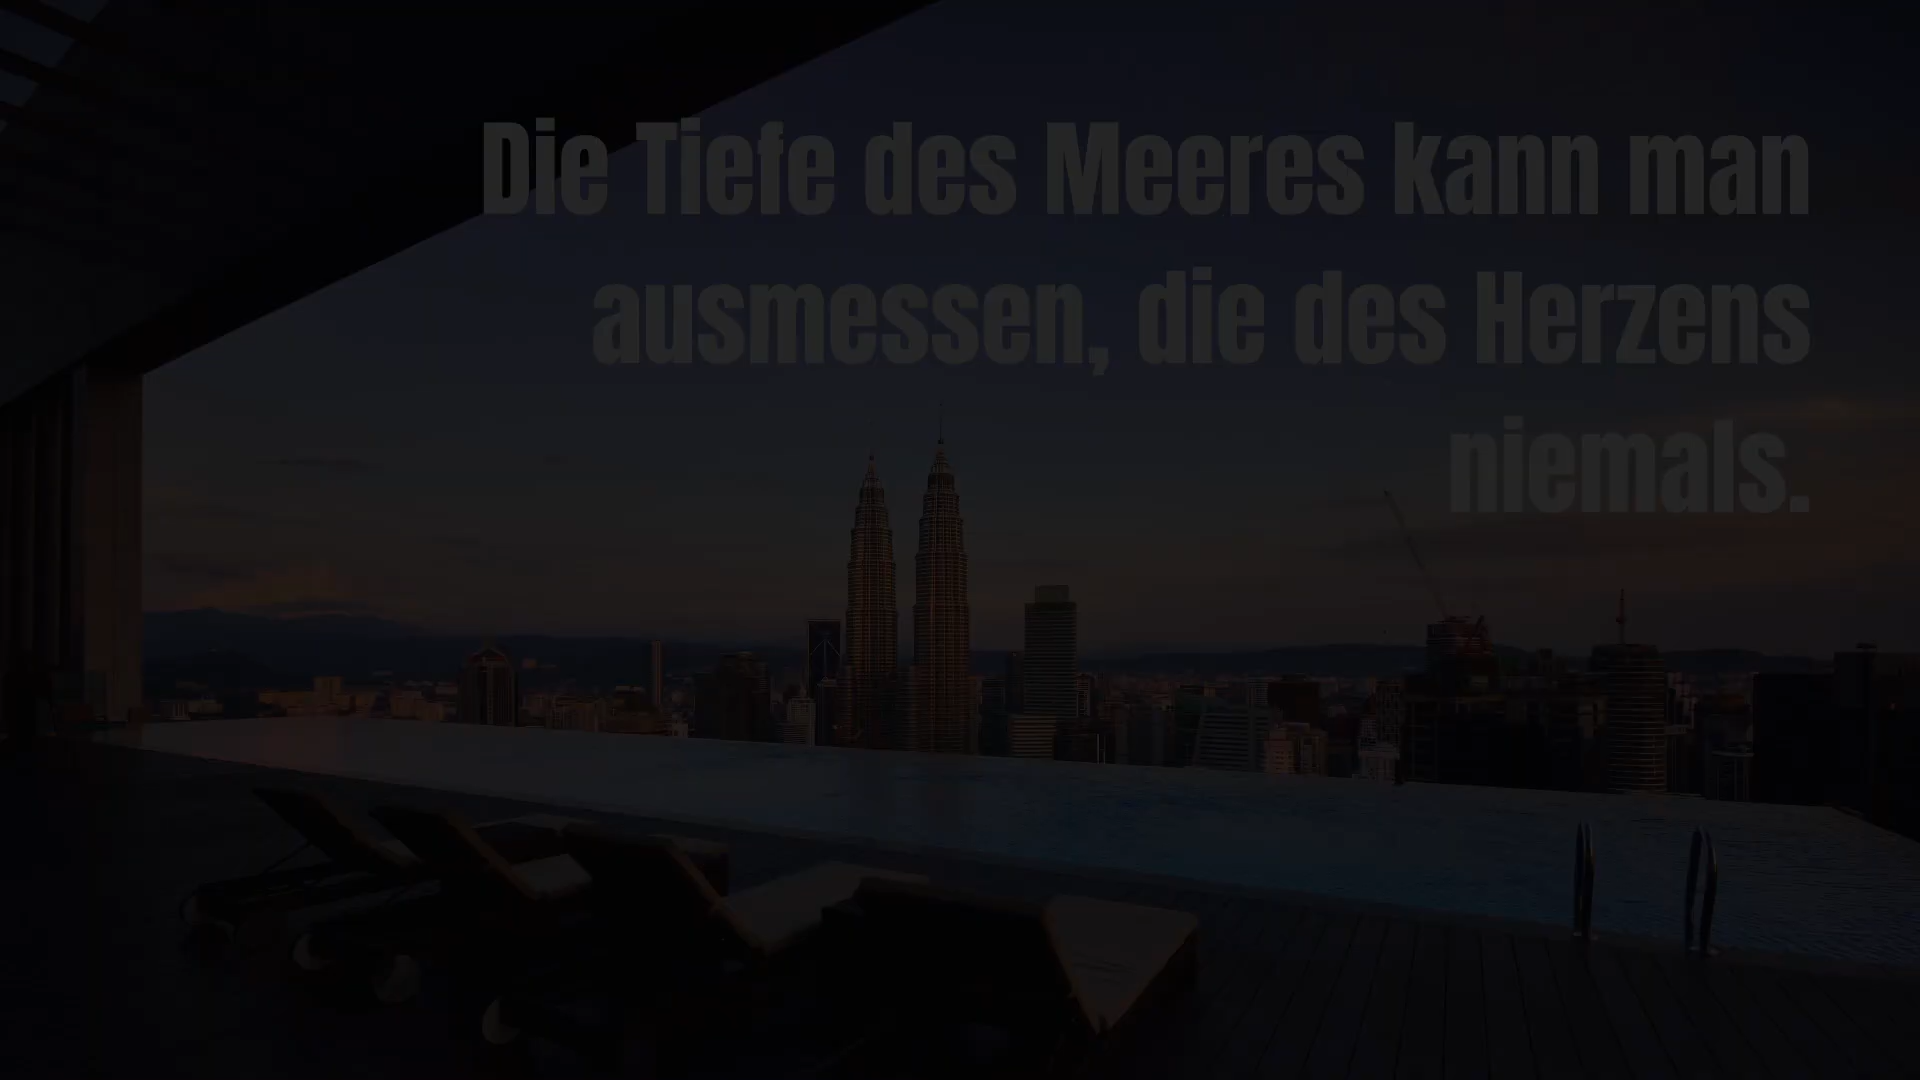 Die Tiefe des Meeres kann man
ausmessen, die des Herzens
niemals.